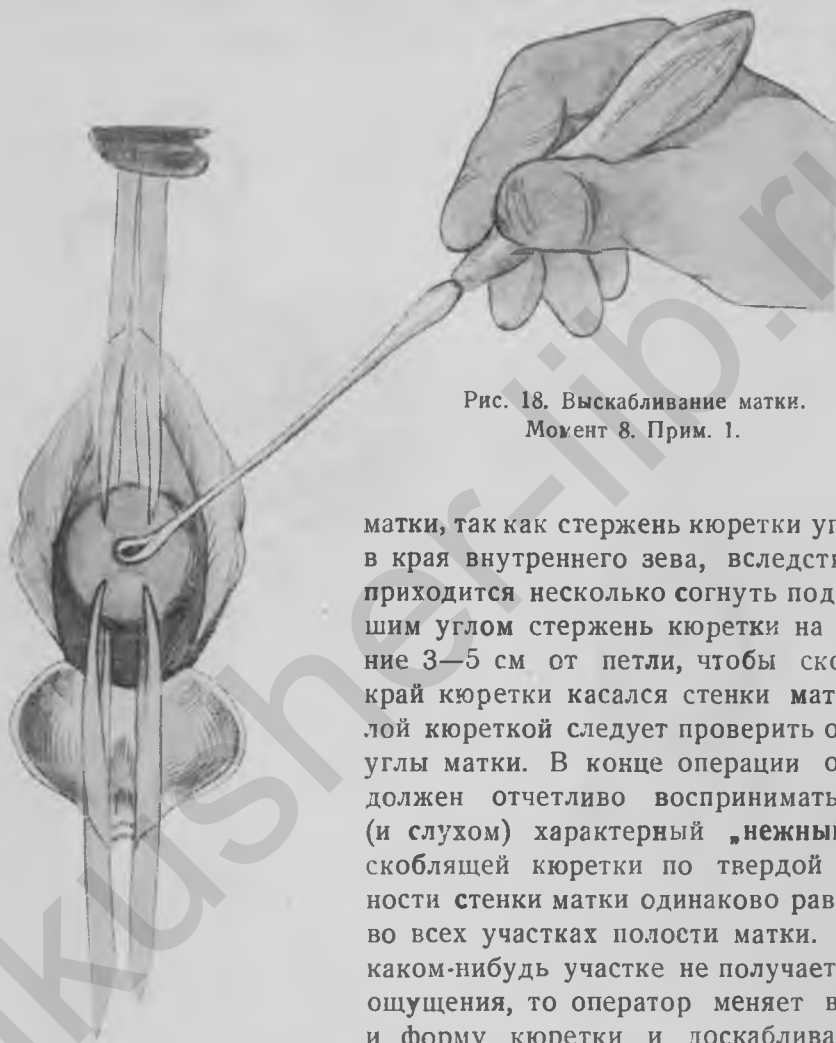 Рис. 18. Выскабливание матки.
Момент 8. Прим. 1.
матки, так как стержень кюретки уп
в края внутреннего зева, вследств
приходится несколько согнуть под
шим углом стержень кюретки на
ние 3—5 см от петли, чтобы ско
край кюретки касался стенки мат
лой кюреткой следует проверить о
углы матки. В конце операции о
должен отчетливо воспринимать
(и слухом) характерный „нежны
скоблящей кюретки по твердой
ности стенки матки одинаково рав
во всех участках полости матки.
каком-нибудь участке не получает
ощущения, то оператор меняет в
и форму кюретки и доскаблива
akusher-lib.ru